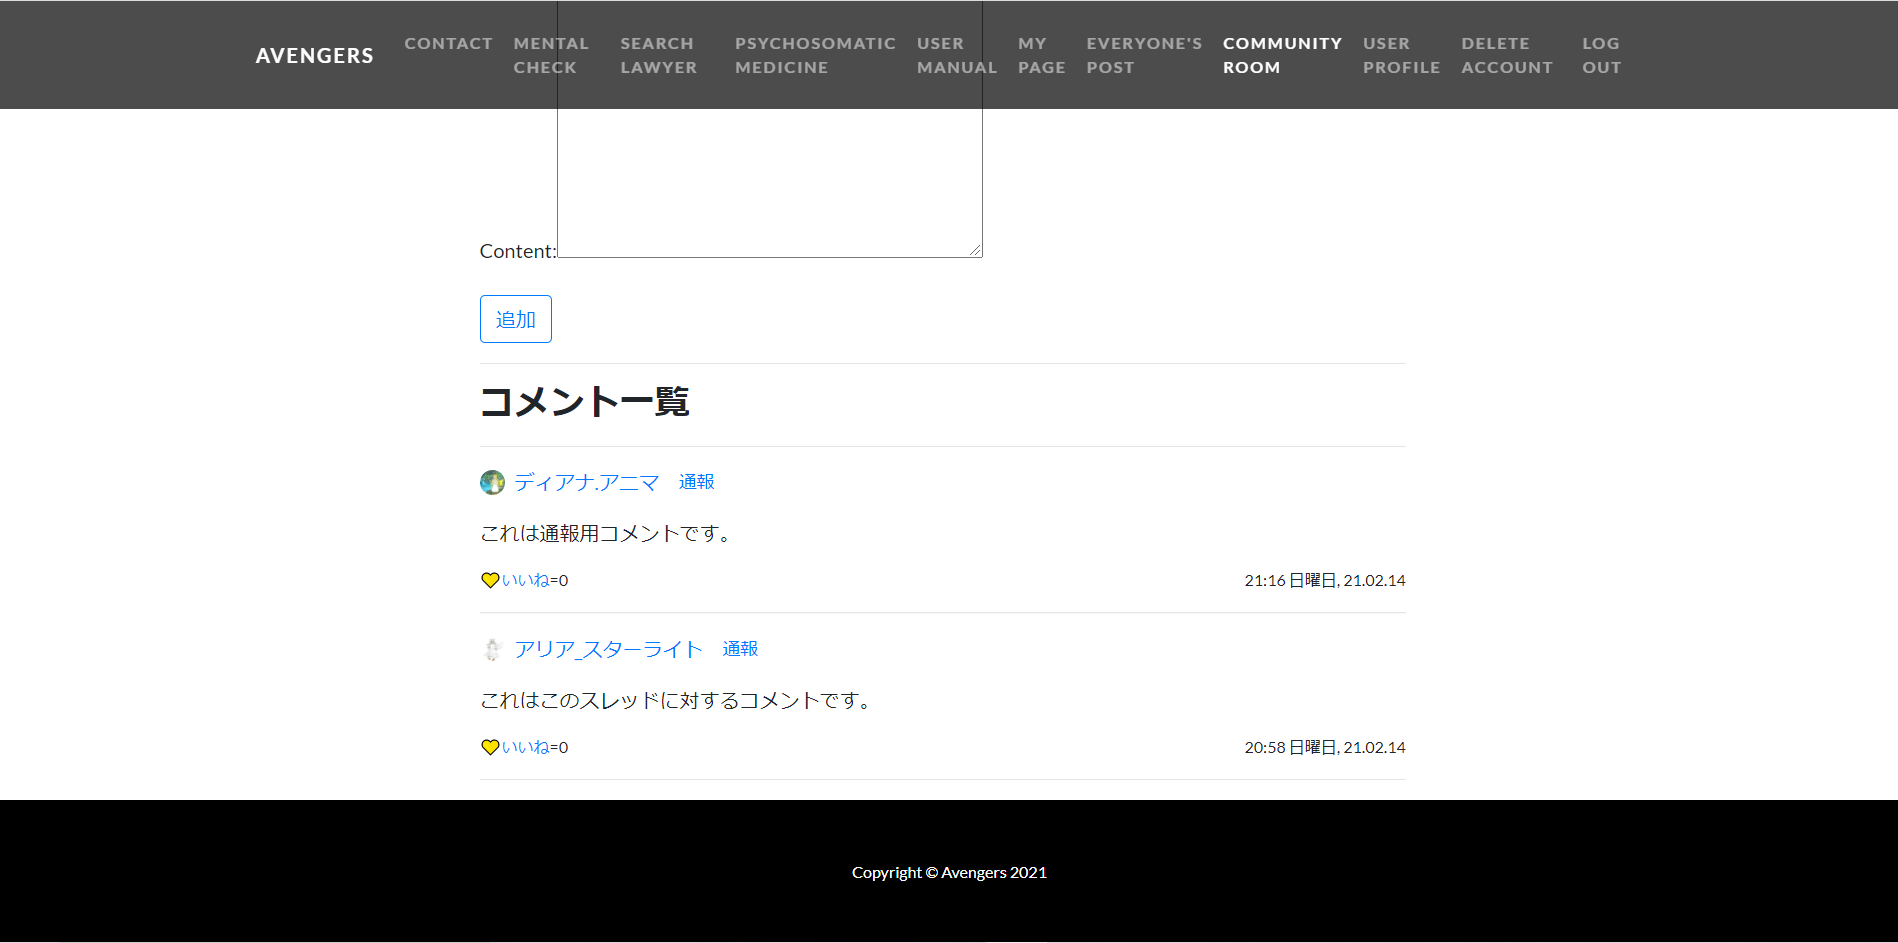 AVENGERS
CONTACT
MENTAL CHECK
SEARCH LAWYER
PSYCHOSOMATIC MEDICINE
USER MANUAL
MY PAGE
EVERYONE'S POST
COMMUNITY ROOM
USER PROFILE
DELETE ACCOUNT
LOG OUT
Content:
追加
コメント一覧
ディアナ.アニマ 通報
これは通報用コメントです。
いいね=0 21:16 日曜日, 21.02.14
アリア_スターライト 通報
これはこのスレッドに対するコメントです。
いいね=0 20:58 日曜日, 21.02.14
Copyright © Avengers 2021